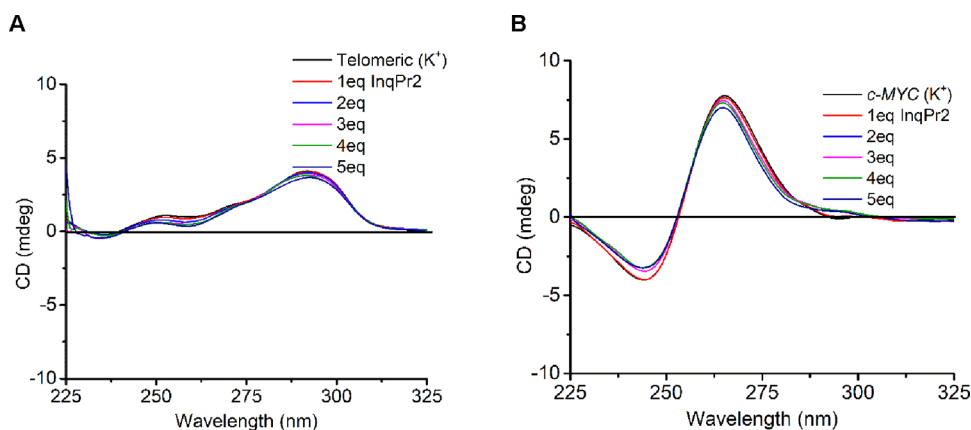 A
Telomeric (K⁺)
1eq InqPr2
2eq
3eq
4eq
5eq
10
5
0
-5
-10
CD (mdeg)
225
250
275
300
325
Wavelength (nm)
B
c-MYC (K⁺)
1eq InqPr2
2eq
3eq
4eq
5eq
10
5
0
-5
-10
CD (mdeg)
225
250
275
300
325
Wavelength (nm)